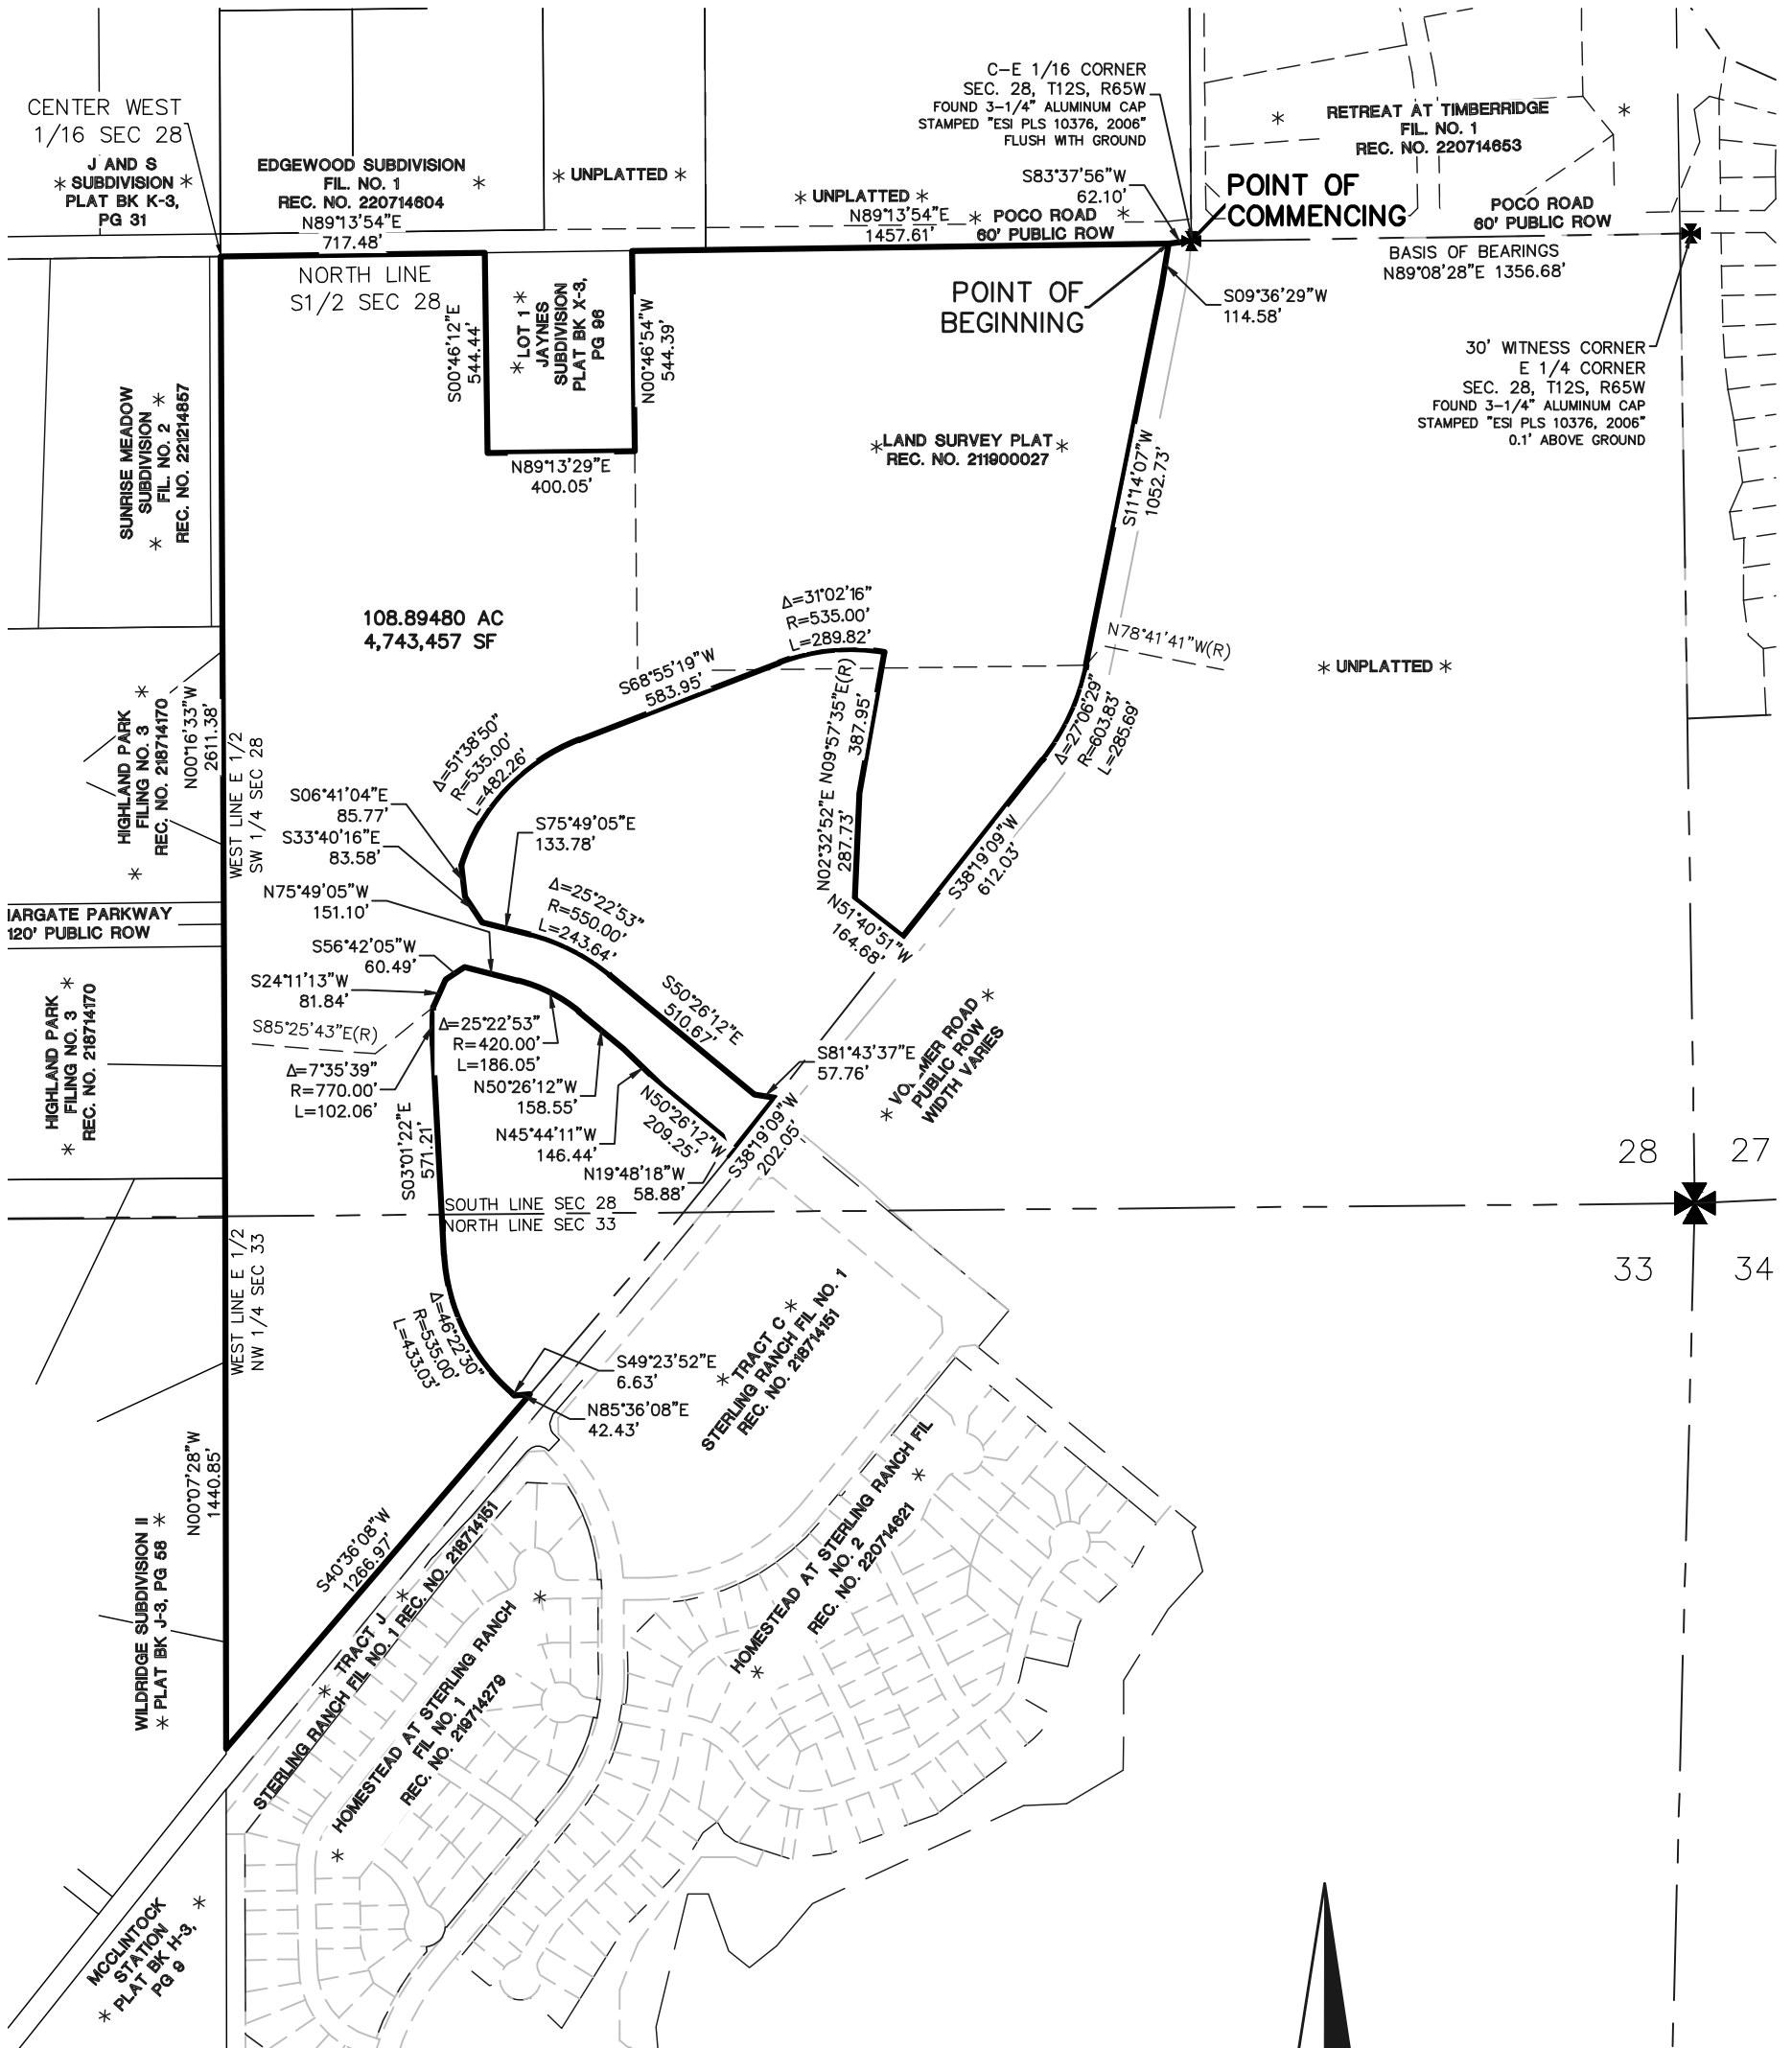 C-E 1/16 CORNER
SEC. 28, T12S, R65W
FOUND 3-1/4" ALUMINUM CAP
STAMPED "ESI PLS 10376, 2006"
FLUSH WITH GROUND
CENTER WEST
1/16 SEC 28
J AND S
* SUBDIVISION *
PLAT BK K-3,
PG 31
EDGEWOOD SUBDIVISION
FIL. NO. 1 *
REC. NO. 220714604
N89°13'54"E
717.48'
* UNPLATTED *
* UNPLATTED *
N89°13'54"E
1457.61'
* POCO ROAD *
60' PUBLIC ROW
S83°37'56"W
62.10'
POINT OF
COMMENCING
* RETREAT AT TIMBERRIDGE *
FIL. NO. 1
REC. NO. 220714653
POCO ROAD
60' PUBLIC ROW
BASIS OF BEARINGS
N89°08'28"E 1356.68'
NORTH LINE
S1/2 SEC 28
S00°46'12"E
544.44'
* LOT 1 *
JAYNES
SUBDIVISION
PLAT BK X-3,
PG 96
N00°46'54"W
544.39'
POINT OF
BEGINNING
S09°36'29"W
114.58'
30' WITNESS CORNER
E 1/4 CORNER
SEC. 28, T12S, R65W
FOUND 3-1/4" ALUMINUM CAP
STAMPED "ESI PLS 10376, 2006"
0.1' ABOVE GROUND
SUNRISE MEADOW
SUBDIVISION
* FIL. NO. 2 *
REC. NO. 221214857
N89°13'29"E
400.05'
* LAND SURVEY PLAT *
REC. NO. 211900027
S11°14'07"W
1052.73'
108.89480 AC
4,743,457 SF
Δ=31°02'16"
R=535.00'
L=289.82'
N78°41'41"W(R)
* UNPLATTED *
S68°55'19"W
583.95'
HIGHLAND PARK
* FILING NO. 3 *
REC. NO. 218714170
N00°16'33"W
2611.38'
WEST LINE E 1/2
SW 1/4 SEC 28
Δ=51°38'50"
R=535.00'
L=482.26'
N09°57'35"E(R)
387.95'
N02°32'52"E
287.73'
Δ=27°06'29"
R=603.83'
L=285.69'
S06°41'04"E
85.77'
S33°40'16"E
83.58'
S75°49'05"E
133.78'
N75°49'05"W
151.10'
Δ=25°22'53"
R=550.00'
L=243.64'
S38°19'09"W
612.03'
N51°40'51"W
164.68'
IARGATE PARKWAY
120' PUBLIC ROW
S56°42'05"W
60.49'
S24°11'13"W
81.84'
S85°25'43"E(R)
HIGHLAND PARK
* FILING NO. 3 *
REC. NO. 218714170
Δ=7°35'39"
R=770.00'
L=102.06'
Δ=25°22'53"
R=420.00'
L=186.05'
S50°26'12"E
510.67'
S81°43'37"E
57.76'
* ROAD *
PUBLIC ROW
WIDTH VARIES
N50°26'12"W
158.55'
N45°44'11"W
146.44'
N50°26'12"W
209.25'
N19°48'18"W
58.88'
S38°19'09"W
202.05'
S03°01'22"E
571.21'
SOUTH LINE SEC 28
NORTH LINE SEC 33
28
27
33
34
WEST LINE E 1/2
NW 1/4 SEC 33
Δ=46°22'30"
R=535.00'
L=433.03'
S49°23'52"E
6.63'
N85°36'08"E
42.43'
* TRACT C *
STERLING RANCH FIL NO. 1
REC. NO. 218714151
N00°07'28"W
1440.85'
WILDRIDGE SUBDIVISION II
* PLAT BK J-3, PG 58 *
S40°36'08"W
1266.97'
* TRACT J *
STERLING RANCH FIL NO. 1 REC. NO. 218714151
* HOMESTEAD AT STERLING RANCH *
FIL NO. 1
REC. NO. 219714279
* HOMESTEAD AT STERLING RANCH FIL *
NO. 2
REC. NO. 220714621
MCCLINTOCK
STATION
* PLAT BK H-3, *
PG 9